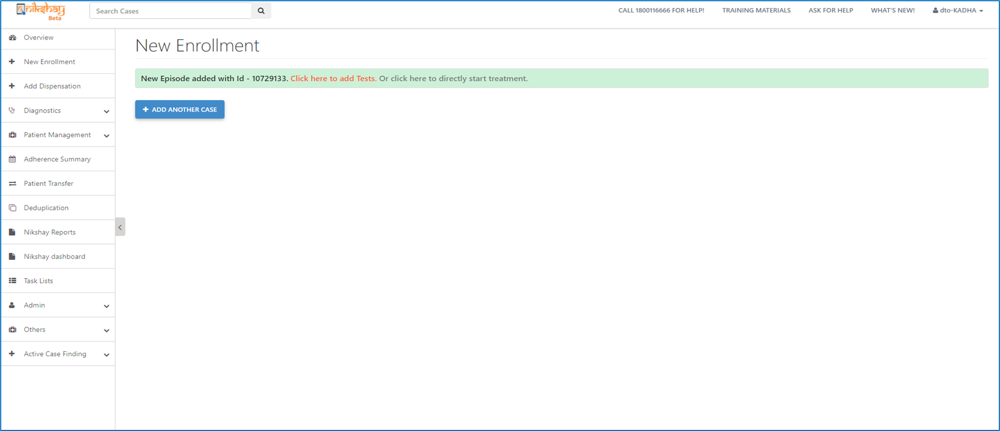 nikshay
Beta
Search Cases
CALL 1800116666 FOR HELP!
TRAINING MATERIALS
ASK FOR HELP
WHAT'S NEW!
dto-KADHA
Overview
New Enrollment
Add Dispensation
Diagnostics
Patient Management
Adherence Summary
Patient Transfer
Deduplication
Nikshay Reports
Nikshay dashboard
Task Lists
Admin
Others
Active Case Finding
New Enrollment
New Episode added with Id - 10729133. Click here to add Tests. Or click here to directly start treatment.
ADD ANOTHER CASE